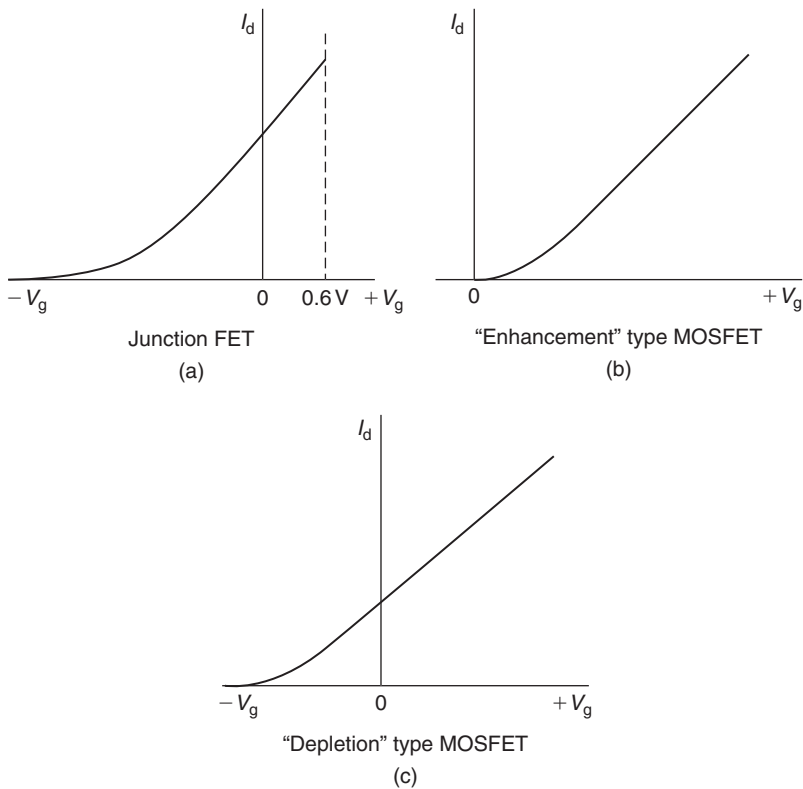 I_d
− V_g 0 0.6 V + V_g
Junction FET
(a)
I_d
0 + V_g
“Enhancement” type MOSFET
(b)
I_d
− V_g 0 + V_g
“Depletion” type MOSFET
(c)